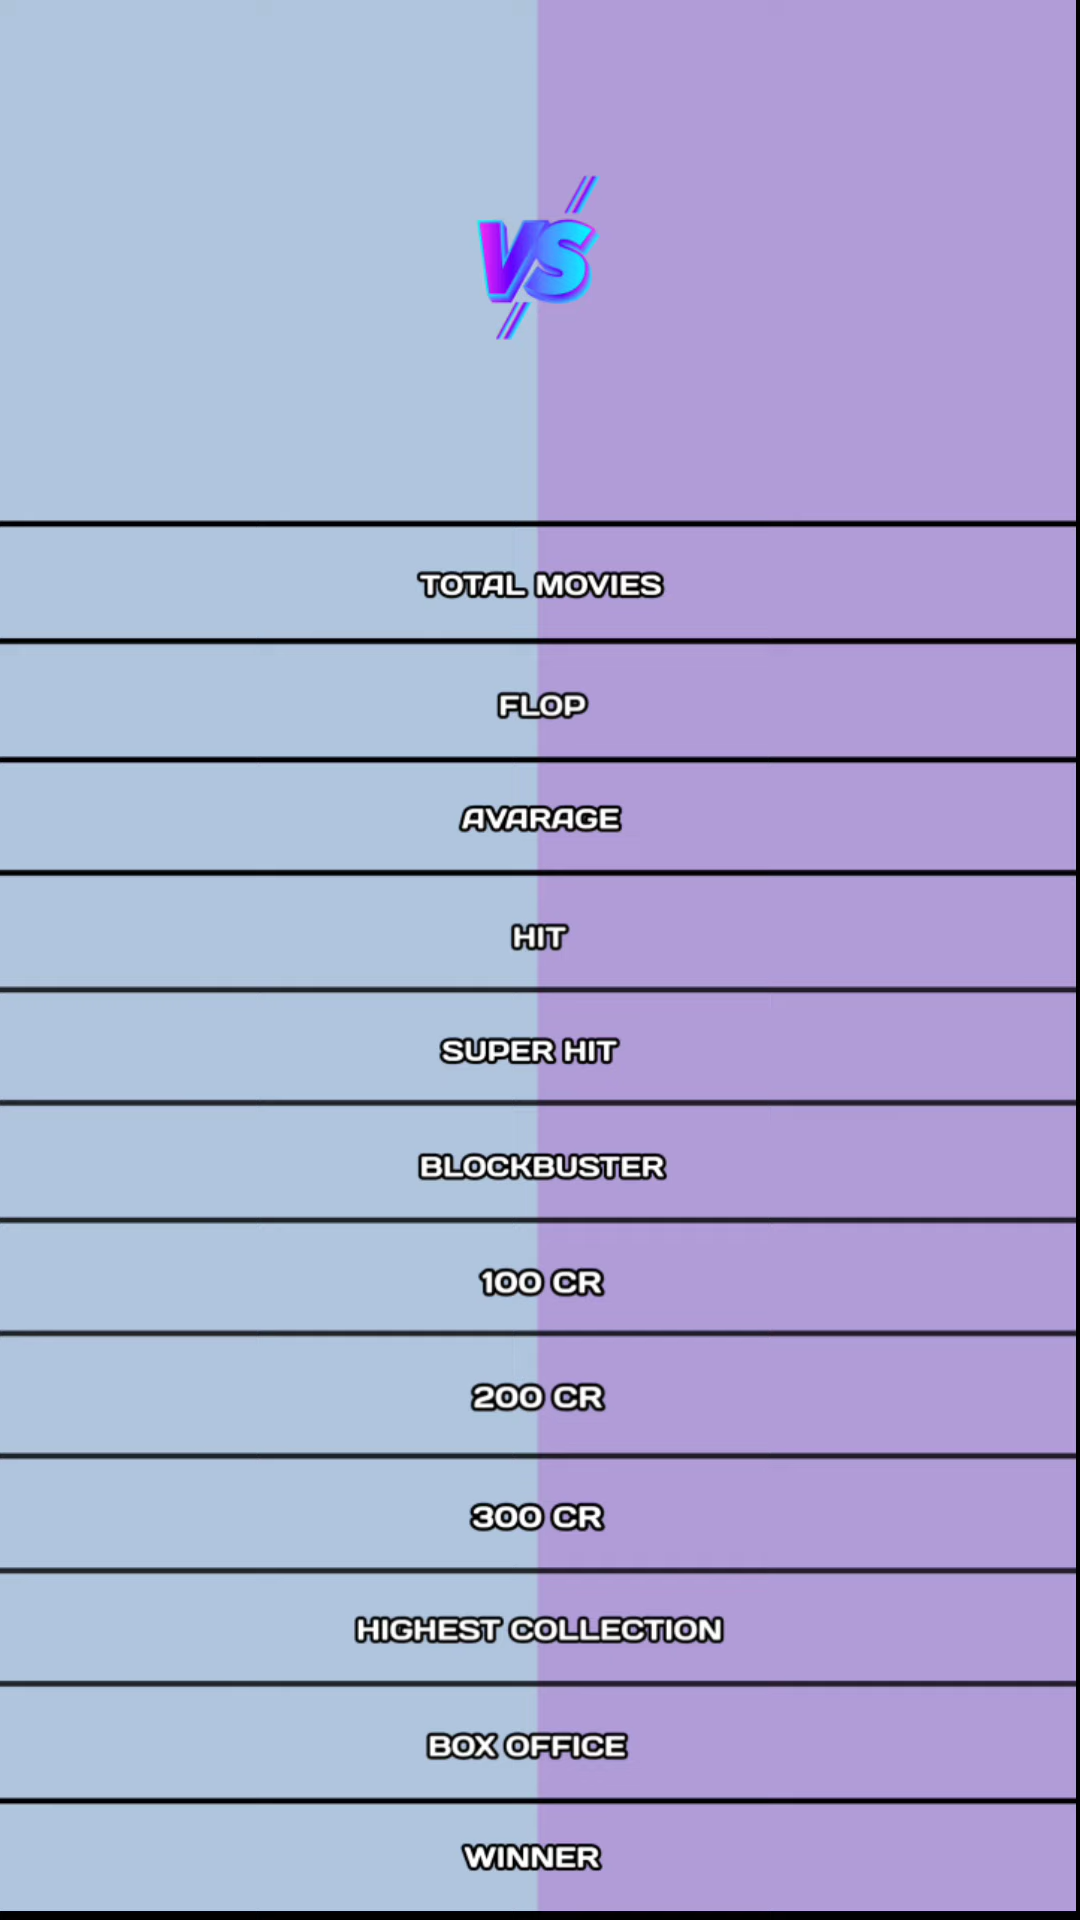 VS
TOTAL MOVIES
FLOP
AVARAGE
HIT
SUPER HIT
BLOCKBUSTER
100 CR
200 CR
300 CR
HIGHEST COLLECTION
BOX OFFICE
WINNER